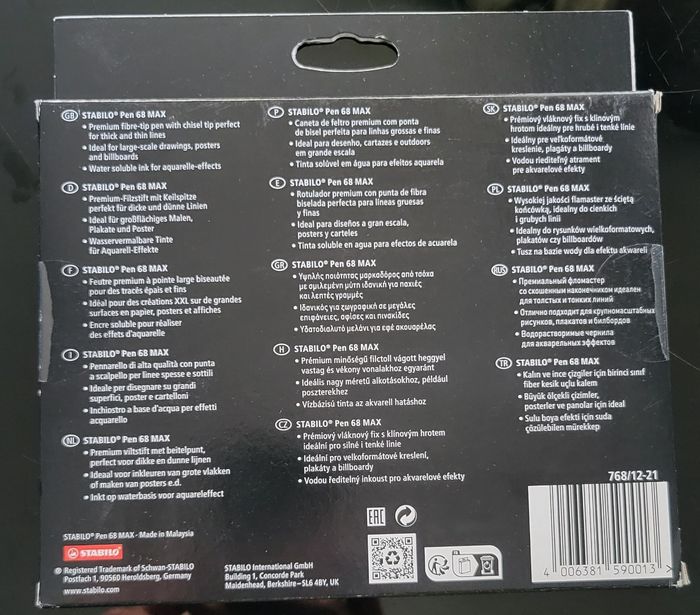 GB STABILO® Pen 68 MAX
• Premium fibre-tip pen with chisel tip perfect
for thick and thin lines
• Ideal for large-scale drawings, posters
and billboards
• Water soluble ink for aquarelle-effects
D STABILO® Pen 68 MAX
• Premium-Filzstift mit Keilspitze
perfekt für dicke und dünne Linien
• Ideal für großflächiges Malen,
Plakate und Poster
• Wasservermalbare Tinte
für Aquarell-Effekte
F STABILO® Pen 68 MAX
• Feutre premium à pointe large biseautée
pour des tracés épais et fins
• Idéal pour des créations XXL sur de grandes
surfaces en papier, posters et affiches
• Encre soluble pour réaliser
des effets d'aquarelle
I STABILO® Pen 68 MAX
• Pennarello di alta qualità con punta
a scalpello per linee spesse e sottili
• Ideale per disegnare su grandi
superfici, poster e cartelloni
• Inchiostro a base d'acqua per effetti
acquarello
NL STABILO® Pen 68 MAX
• Premium viltstift met beitelpunt,
perfect voor dikke en dunne lijnen
• Ideaal voor inkleuren van grote vlakken
of maken van posters e.d.
• Inkt op waterbasis voor aquareleffect
P STABILO® Pen 68 MAX
• Caneta de feltro premium com ponta
de bisel perfeita para linhas grossas e finas
• Ideal para desenho, cartazes e outdoors
em grande escala
• Tinta solúvel em água para efeitos aquarela
E STABILO® Pen 68 MAX
• Rotulador premium con punta de fibra
biselada perfecta para líneas gruesas
y finas
• Ideal para diseños a gran escala,
posters y carteles
• Tinta soluble en agua para efectos de acuarela
GR STABILO® Pen 68 MAX
• Υψηλής ποιότητας μαρκαδόρος από τσόχα
με σμιλεμένη μύτη ιδανική για παχιές
και λεπτές γραμμές
• Ιδανικός για ζωγραφική σε μεγάλες
επιφάνειες, αφίσες και πινακίδες
• Υδατοδιαλυτό μελάνι για εφέ ακουαρέλας
H STABILO® Pen 68 MAX
• Prémium minőségű filctoll vágott heggyel
vastag és vékony vonalakhoz egyaránt
• Ideális nagy méretű alkotásokhoz, például
poszterekhez
• Vízbázisú tinta az akvarell hatáshoz
CZ STABILO® Pen 68 MAX
• Prémiový vláknový fix s klínovým hrotem
ideální pro silné i tenké linie
• Ideální pro velkoformátové kreslení,
plakáty a billboardy
• Vodou ředitelný inkoust pro akvarelové efekty
SK STABILO® Pen 68 MAX
• Prémiový vláknový fix s klinovým
hrotom ideálny pre hrubé i tenké línie
• Ideálny pre veľkoformátové
kreslenie, plagáty a billboardy
• Vodou riediteľný atrament
pre akvarelové efekty
PL STABILO® Pen 68 MAX
• Wysokiej jakości flamaster ze ściętą
końcówką, idealny do cienkich
i grubych linii
• Idealny do rysunków wielkoformatowych,
plakatów czy billboardów
• Tusz na bazie wody dla efektu akwareli
RUS STABILO® Pen 68 MAX
• Премиальный фломастер
со скошенным наконечником идеален
для толстых и тонких линий
• Отлично подходит для крупномасштабных
рисунков, плакатов и билбордов
• Водорастворимые чернила
для акварельных эффектов
TR STABILO® Pen 68 MAX
• Kalın ve ince çizgiler için birinci sınıf
fiber kesik uçlu kalem
• Büyük ölçekli çizimler,
posterler ve panolar için ideal
• Sulu boya efekti için suda
çözülebilen mürekkep
768/12-21
4 006381 590013 >
STABILO® Pen 68 MAX - Made in Malaysia
STABILO®
® Registered Trademark of Schwan-STABILO
Postfach 1, 90560 Heroldsberg, Germany
www.stabilo.com
STABILO International GmbH
Building 1, Concorde Park
Maidenhead, Berkshire – SL6 4BY, UK
EAC
FR